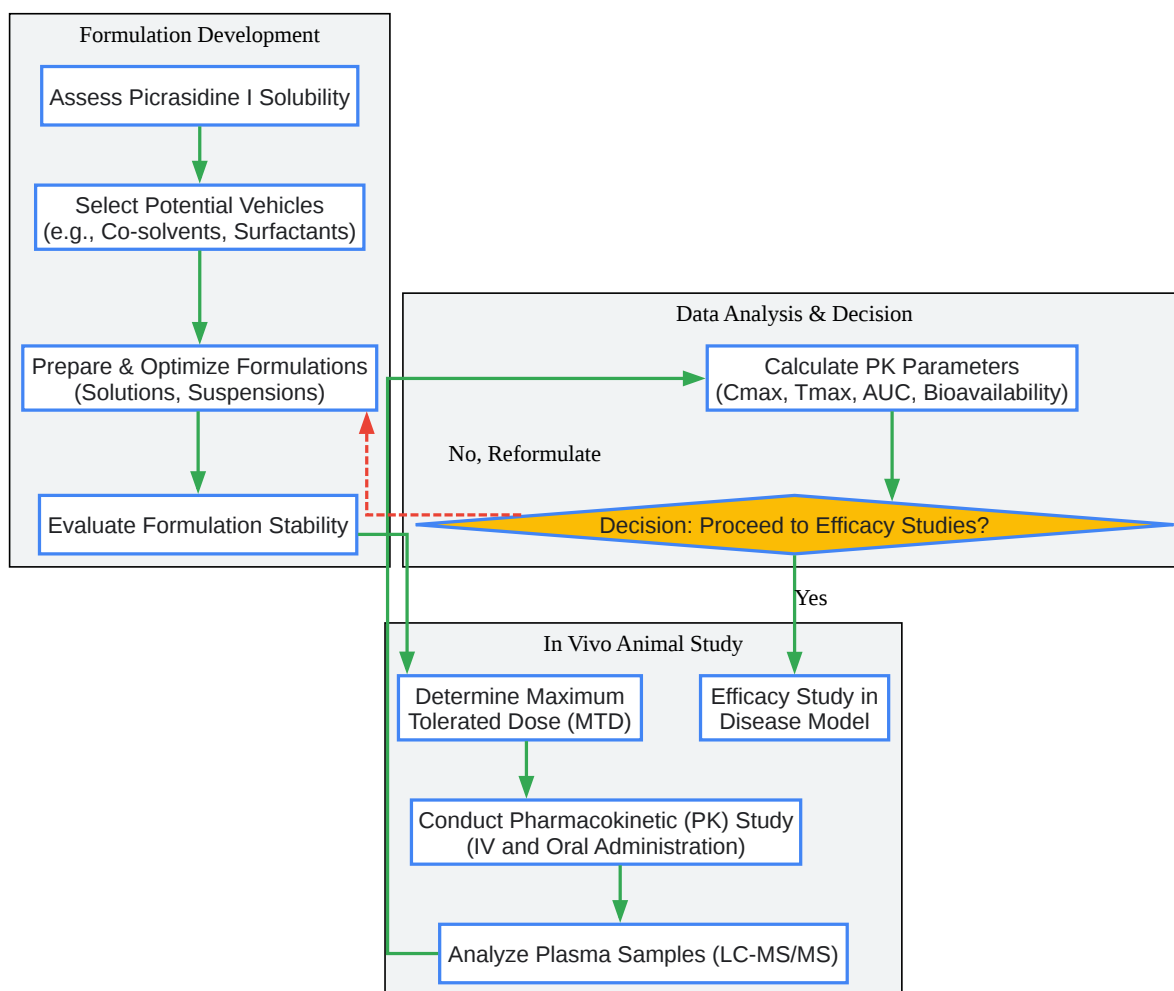 Formulation Development
Assess Picrasidine I Solubility
Select Potential Vehicles
(e.g., Co-solvents, Surfactants)
Prepare & Optimize Formulations
(Solutions, Suspensions)
Evaluate Formulation Stability
Data Analysis & Decision
Calculate PK Parameters
(Cmax, Tmax, AUC, Bioavailability)
No, Reformulate
Decision: Proceed to Efficacy Studies?
Yes
In Vivo Animal Study
Determine Maximum
Tolerated Dose (MTD)
Efficacy Study in
Disease Model
Conduct Pharmacokinetic (PK) Study
(IV and Oral Administration)
Analyze Plasma Samples (LC-MS/MS)